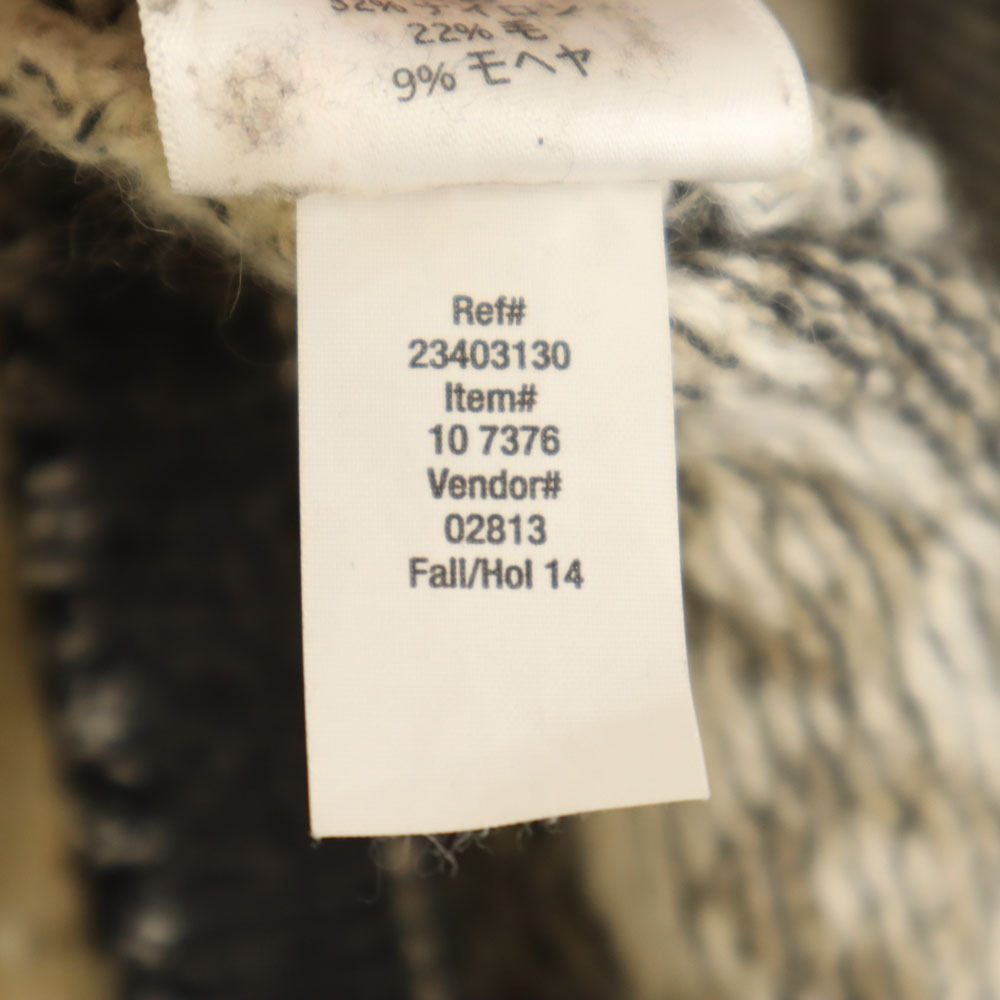 22% 毛
9% モヘヤ
Ref#
23403130
Item#
10 7376
Vendor#
02813
Fall/Hol 14